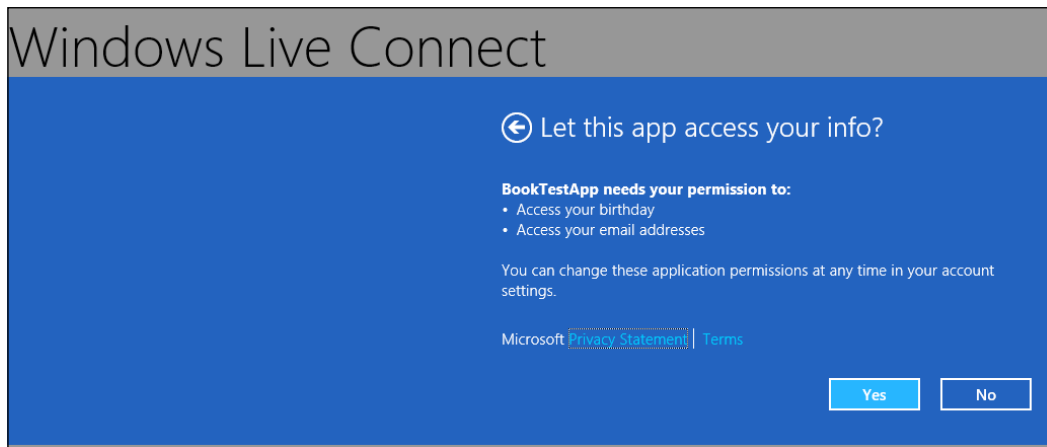 Windows Live Connect
Let this app access your info?
BookTestApp needs your permission to:
• Access your birthday
• Access your email addresses
You can change these application permissions at any time in your account
settings.
Microsoft Privacy Statement | Terms
Yes No